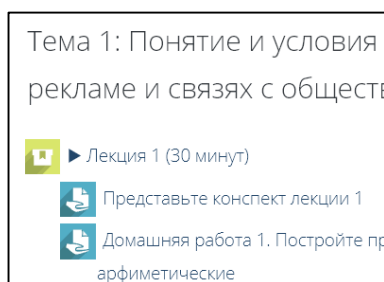 Тема 1: Понятие и условия
рекламе и связях с обществ
Лекция 1 (30 минут)
Представьте конспект лекции 1
Домашняя работа 1. Постройте пр
арфиметические